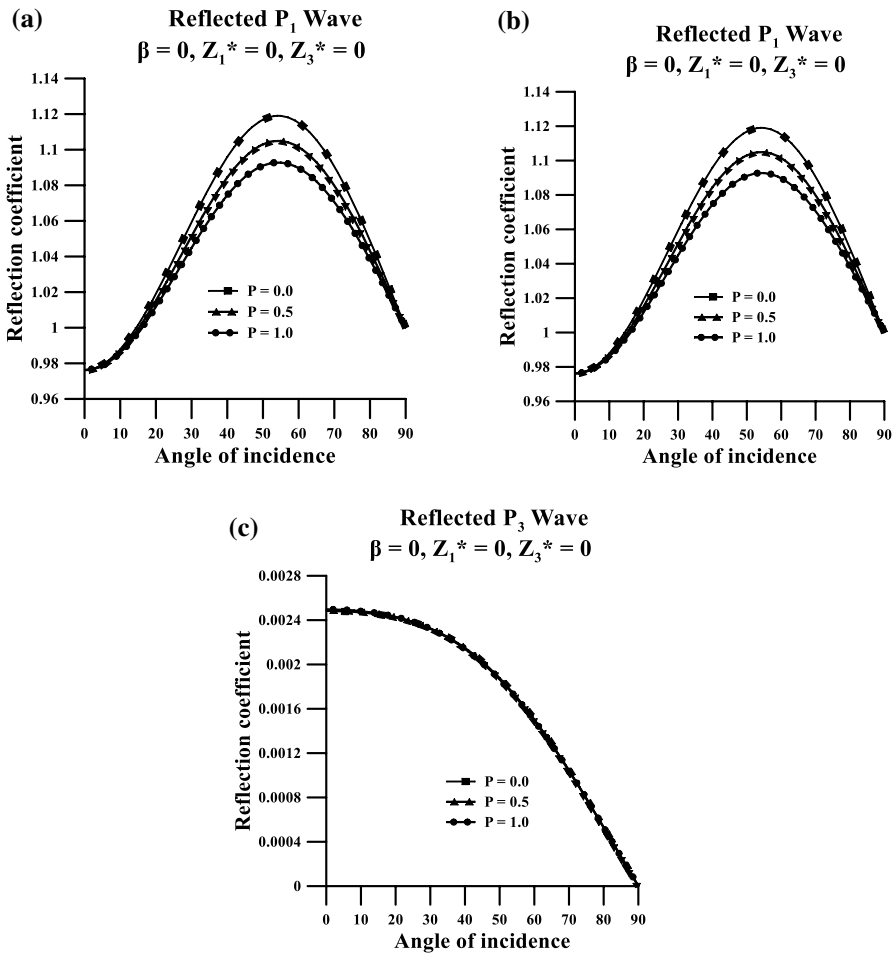 (a)
Reflected P₁ Wave
β = 0, Z₁* = 0, Z₃* = 0
1.14
1.12
1.1
1.08
1.06
1.04
1.02
1
0.98
0.96
Reflection coefficient
P = 0.0
P = 0.5
P = 1.0
0 10 20 30 40 50 60 70 80 90
Angle of incidence
(b)
Reflected P₁ Wave
β = 0, Z₁* = 0, Z₃* = 0
1.14
1.12
1.1
1.08
1.06
1.04
1.02
1
0.98
0.96
Reflection coefficient
P = 0.0
P = 0.5
P = 1.0
0 10 20 30 40 50 60 70 80 90
Angle of incidence
(c)
Reflected P₃ Wave
β = 0, Z₁* = 0, Z₃* = 0
0.0028
0.0024
0.002
0.0016
0.0012
0.0008
0.0004
0
Reflection coefficient
P = 0.0
P = 0.5
P = 1.0
0 10 20 30 40 50 60 70 80 90
Angle of incidence